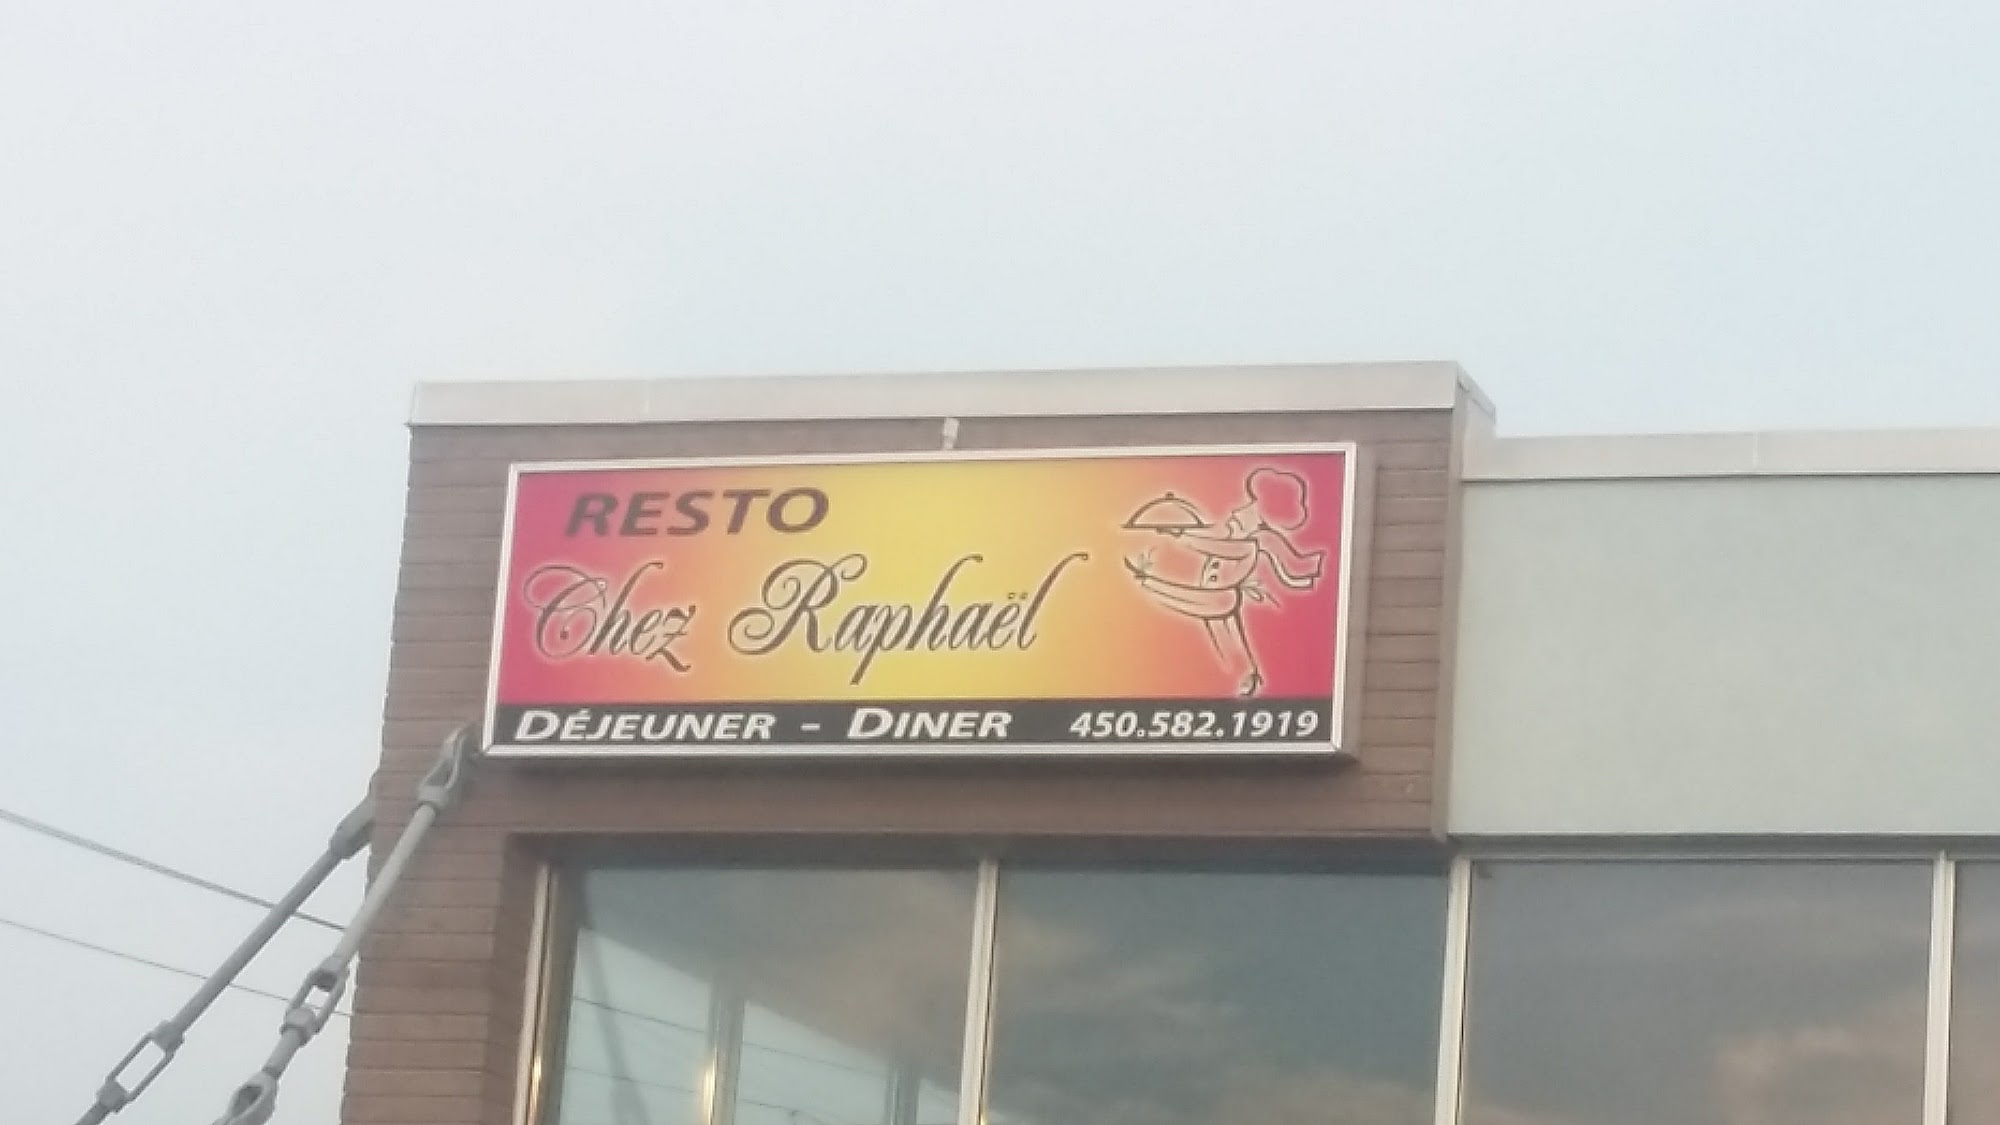 RESTO
Chez Raphaël
DÉJEUNER - DINER 450.582.1919